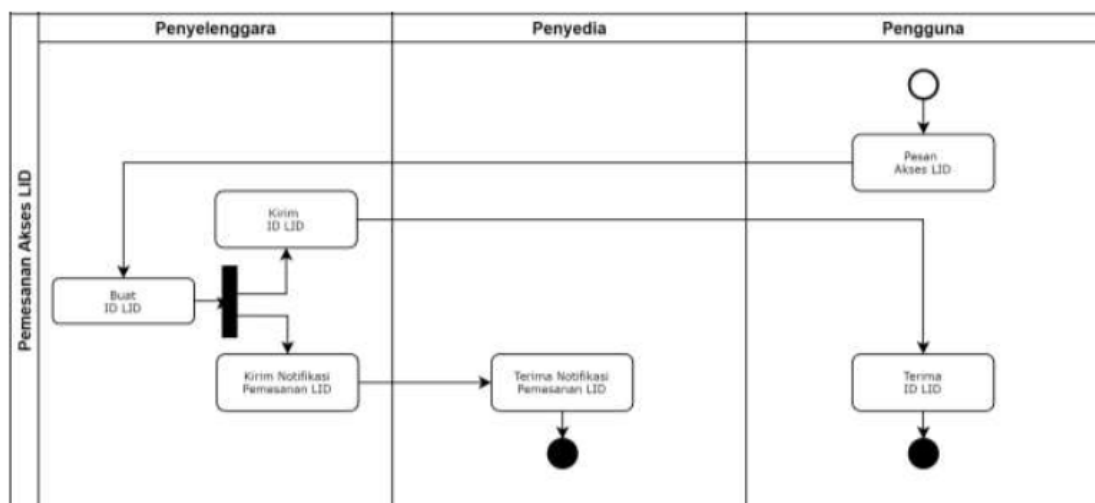 Penyelenggara
Penyedia
Pengguna
Pemesanan Akses LID
Pesan
Akses LID
Kirim
ID LID
Buat
ID LID
Kirim Notifikasi
Pemesanan LID
Terima Notifikasi
Pemesanan LID
Terima
ID LID